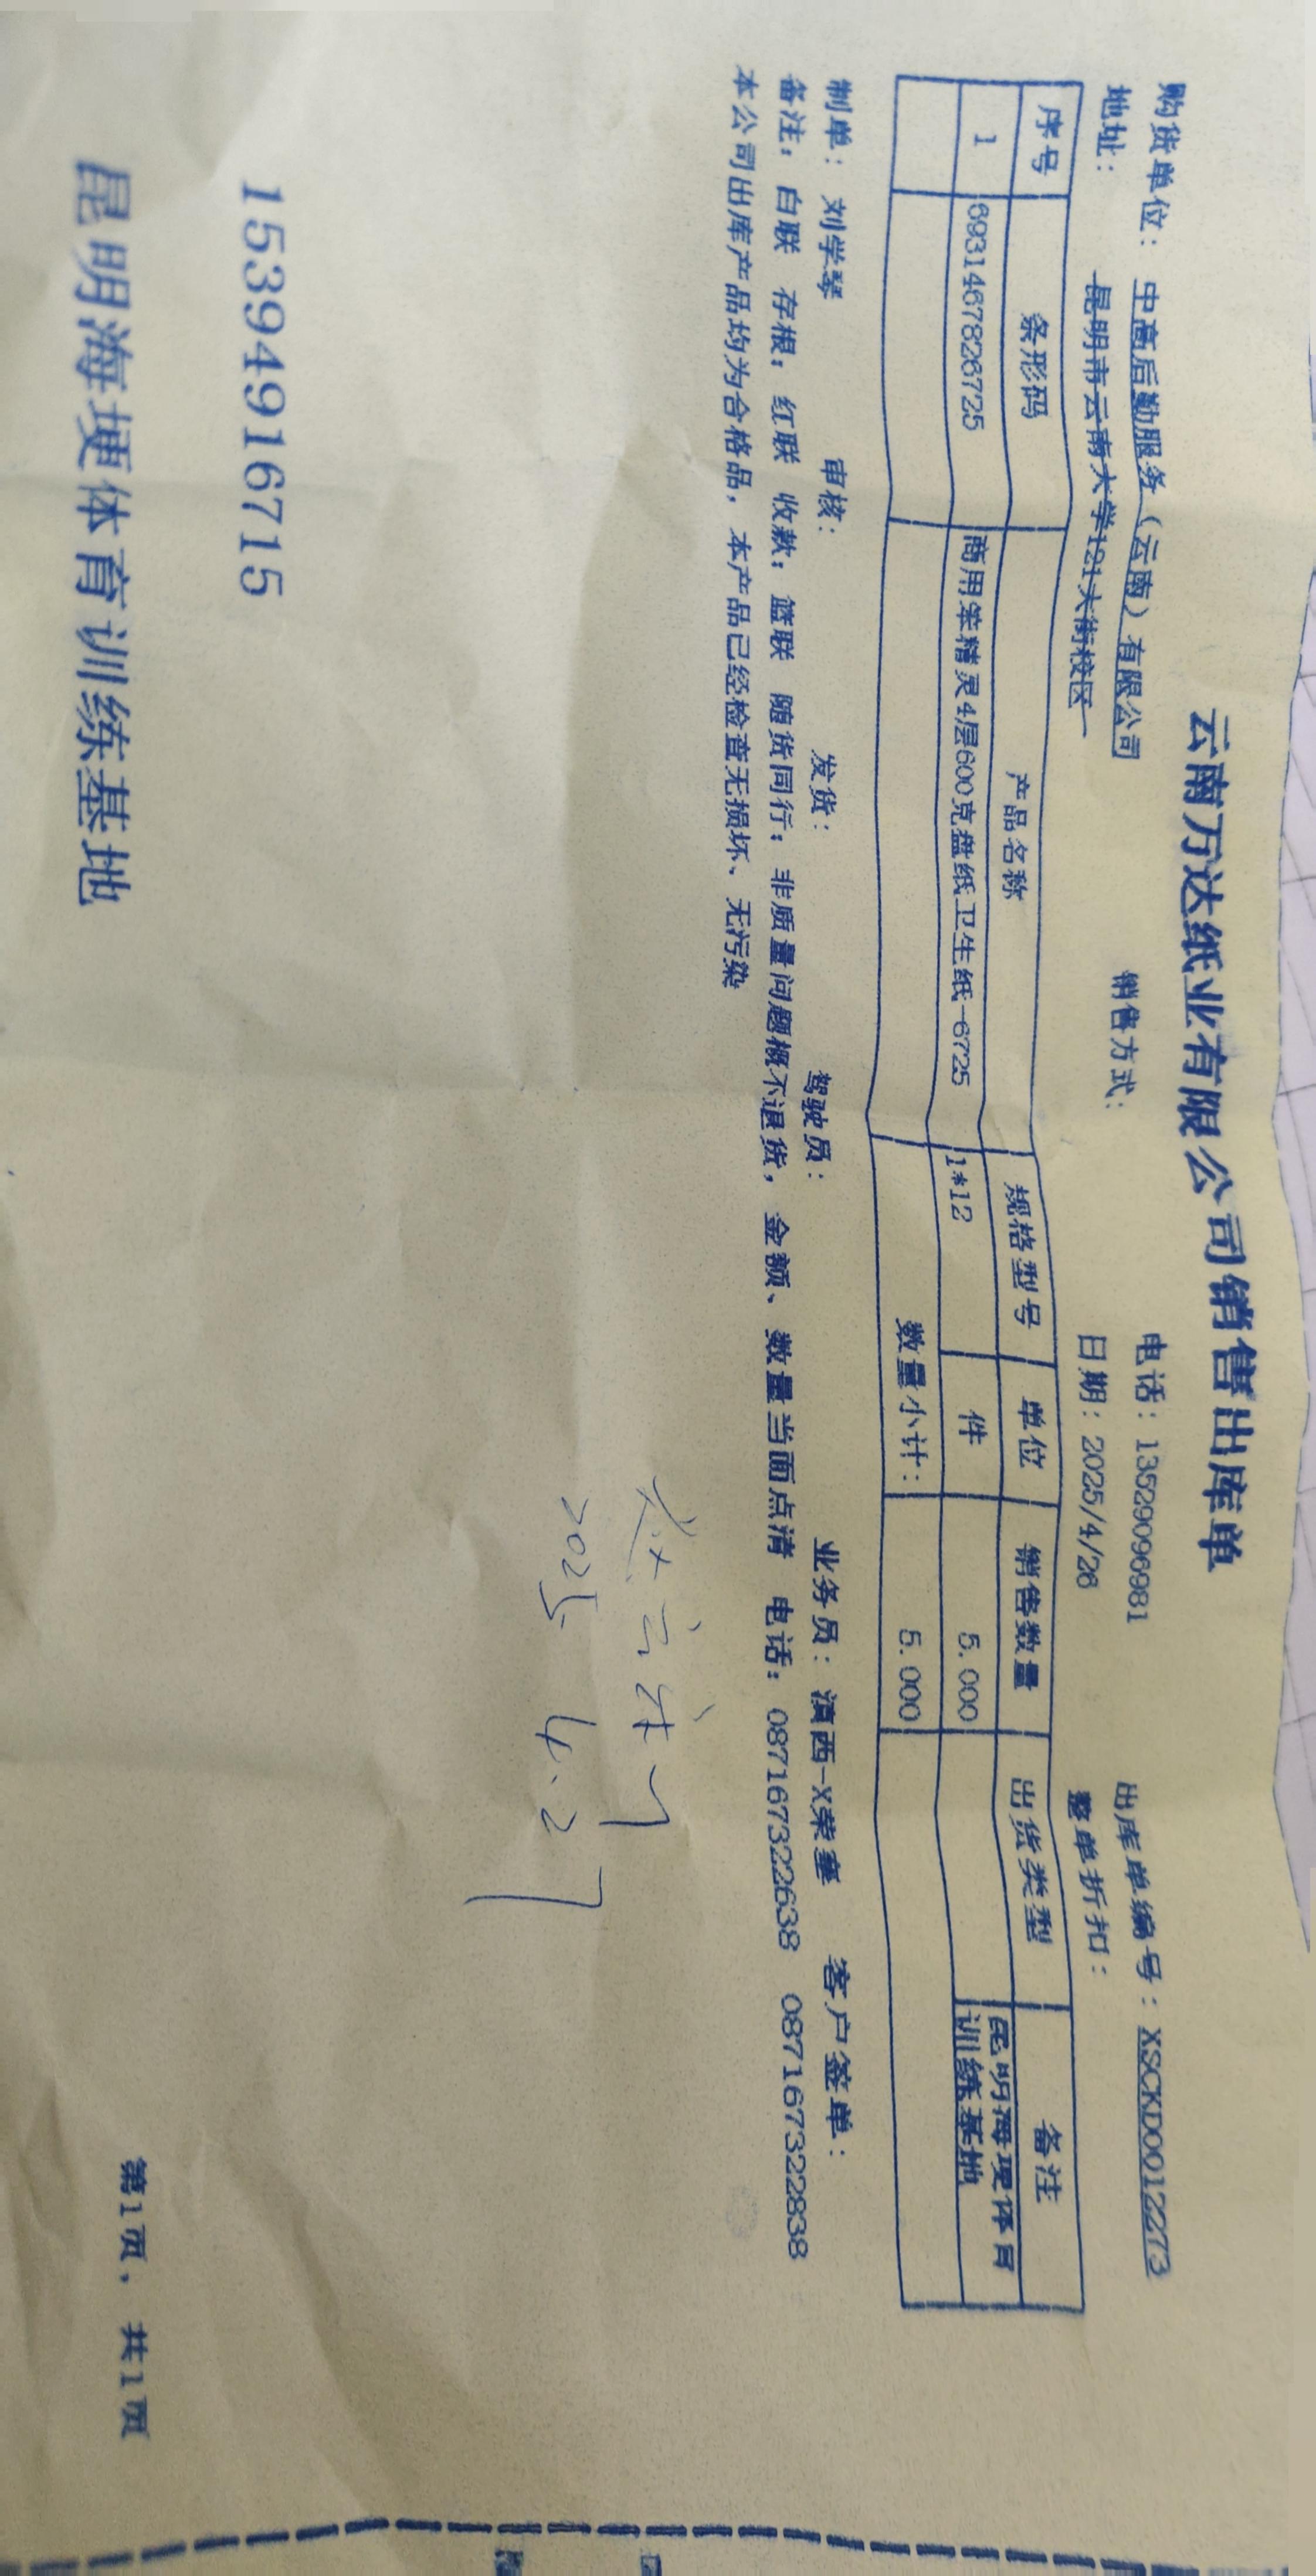 云南万达纸业有限公司销售出库单
购货单位：中高后勤服务（云南）有限公司 销售方式： 电话：13529096981 出库单编号：XSCKD0012273
地址：昆明市云南大学121大街校区一 日期：2025/4/26 整单折扣：
序号 条形码 产品名称 规格型号 单位 销售数量 出货类型 备注
1 6931467826725 商用笨精灵4层600克盘纸卫生纸-6725 1*12 件 5.000 昆明海埂体育
训练基地
数量小计： 5.000
制单：刘学琴 审核： 发货： 驾驶员： 业务员：滇西-X荣塞 客户签单：
备注：白联 存根；红联 收款；篮联 随货同行；非质量问题概不退货，金额、数量当面点清 电话：087167322638 087167322838
本公司出库产品均为合格品，本产品已经检查无损坏、无污染
2025 4.27
15394916715
昆明海埂体育训练基地
第1页，共1页